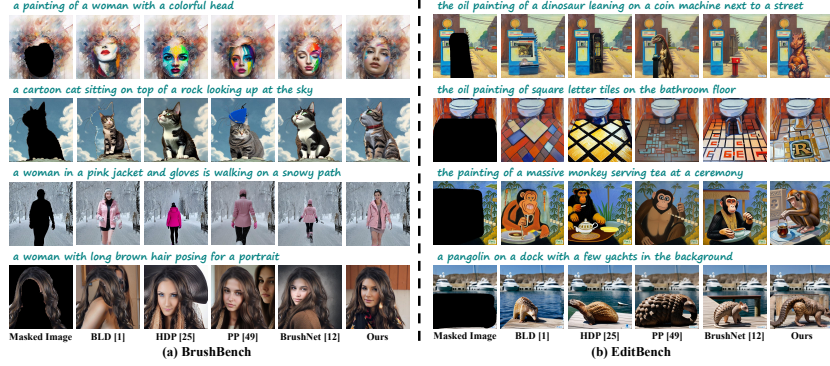 a painting of a woman with a colorful head
a cartoon cat sitting on top of a rock looking up at the sky
a woman in a pink jacket and gloves is walking on a snowy path
a woman with long brown hair posing for a portrait
Masked Image BLD [1] HDP [25] PP [49] BrushNet [12] Ours
(a) BrushBench
the oil painting of a dinosaur leaning on a coin machine next to a street
the oil painting of square letter tiles on the bathroom floor
the painting of a massive monkey serving tea at a ceremony
a pangolin on a dock with a few yachts in the background
Masked Image BLD [1] HDP [25] PP [49] BrushNet [12] Ours
(b) EditBench